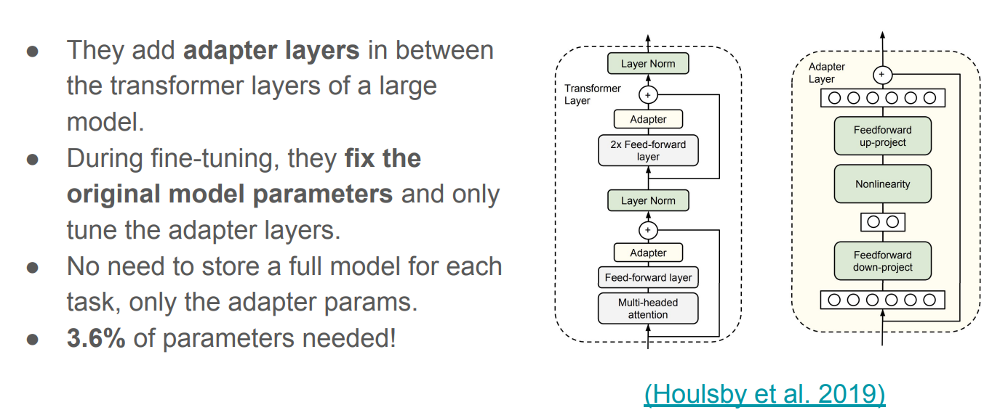 ● They add adapter layers in between
the transformer layers of a large
model.
● During fine-tuning, they fix the
original model parameters and only
tune the adapter layers.
● No need to store a full model for each
task, only the adapter params.
● 3.6% of parameters needed!
Transformer
Layer
Layer Norm
+
Adapter
2x Feed-forward
layer
Layer Norm
+
Adapter
Feed-forward layer
Multi-headed
attention
Adapter
Layer
+
Feedforward
up-project
Nonlinearity
Feedforward
down-project
(Houlsby et al. 2019)